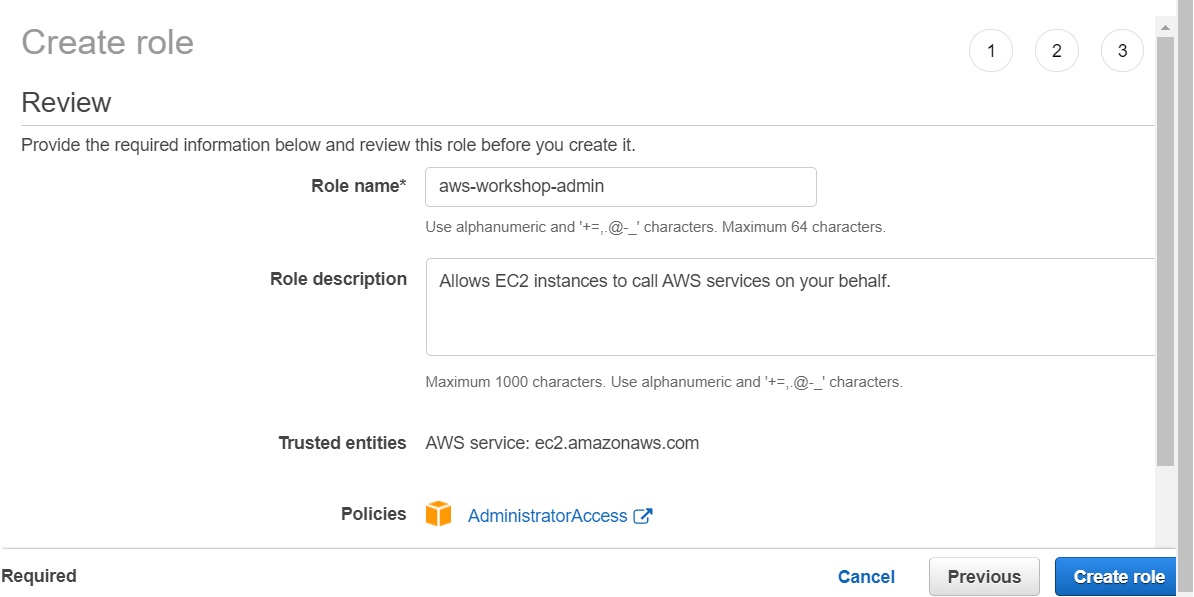 Create role
1 2 3
Review
Provide the required information below and review this role before you create it.
Role name* aws-workshop-admin
Use alphanumeric and '+=,.@-_' characters. Maximum 64 characters.
Role description Allows EC2 instances to call AWS services on your behalf.
Maximum 1000 characters. Use alphanumeric and '+=,.@-_' characters.
Trusted entities AWS service: ec2.amazonaws.com
Policies AdministratorAccess
Required Cancel Previous Create role